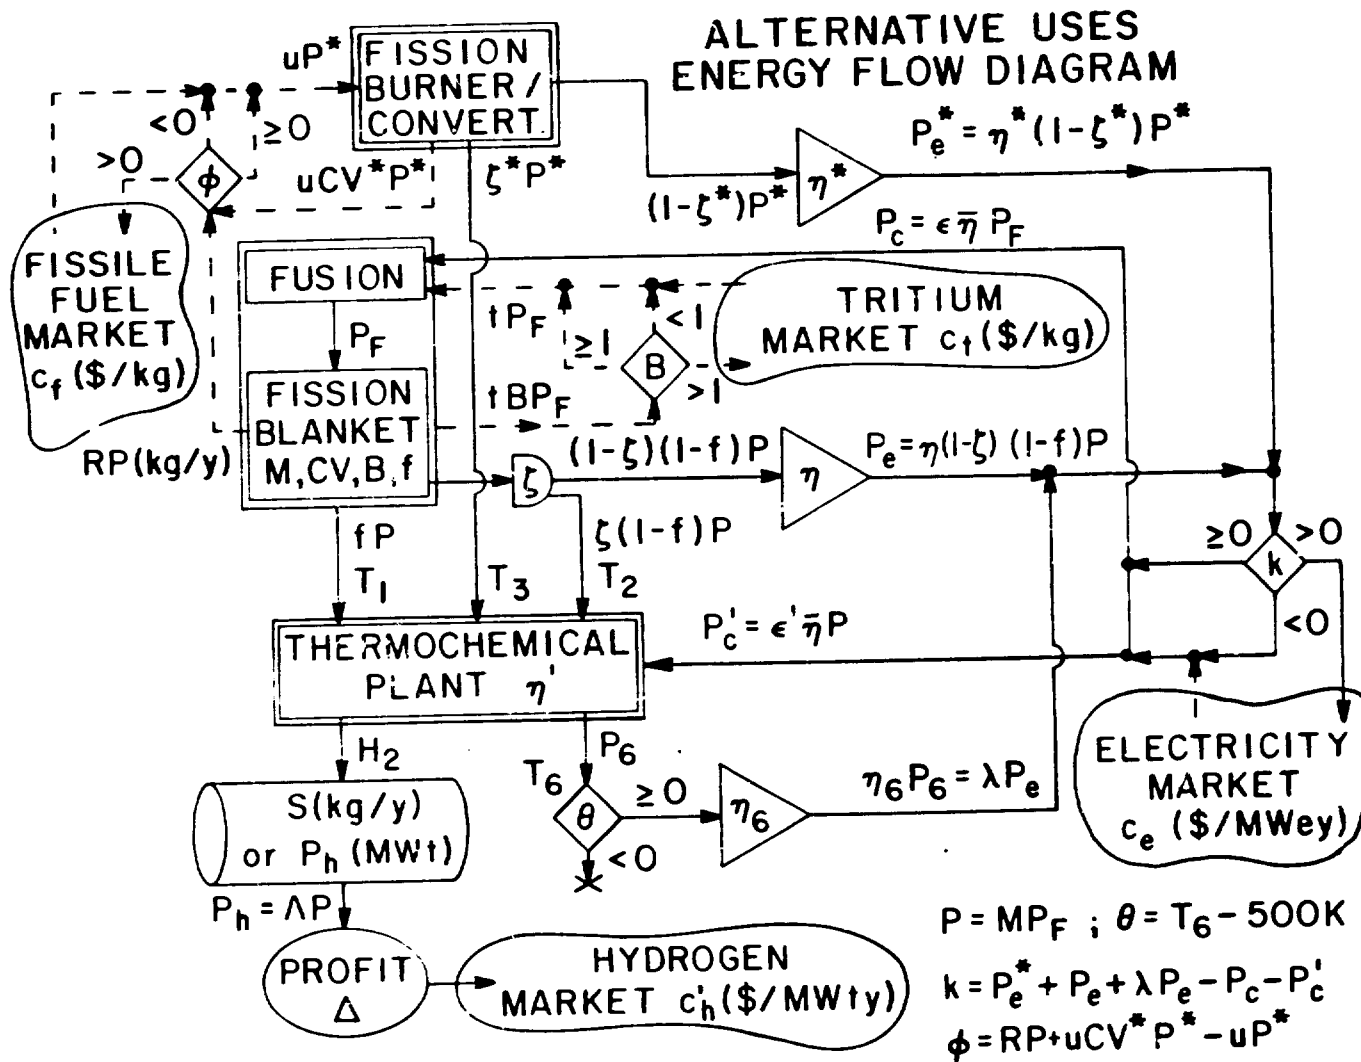 ALTERNATIVE USES
ENERGY FLOW DIAGRAM
uP*
FISSION
BURNER/
CONVERT.
<0
≥0
>0
ϕ
uCV*P*
ζ*P*
(1-ζ*)P*
η*
P_e* = η*(1-ζ*)P*
P_c = ϵ η̄ P_F
FISSILE
FUEL
MARKET
c_f ($/kg)
FUSION
P_F
tP_F
≥1
<1
B
>1
TRITIUM
MARKET c_t ($/kg)
FISSION
BLANKET
M,CV,B,f
tBP_F
RP(kg/y)
ζ
(1-ζ)(1-f)P
η
P_e = η(1-ζ)(1-f)P
fP
T_1
T_3
ζ(1-f)P
T_2
≥0
>0
k
<0
P_c' = ϵ' η̄ P
THERMOCHEMICAL
PLANT η'
H_2
P_6
T_6
θ
≥0
<0
η_6
η_6 P_6 = λP_e
ELECTRICITY
MARKET
c_e ($/MWey)
S(kg/y)
or P_h (MWt)
P_h = ΛP
PROFIT
Δ
HYDROGEN
MARKET c_h' ($/MWty)
P = MP_F ; θ = T_6 - 500K
k = P_e* + P_e + λP_e - P_c - P_c'
ϕ = RP + uCV*P* - uP*